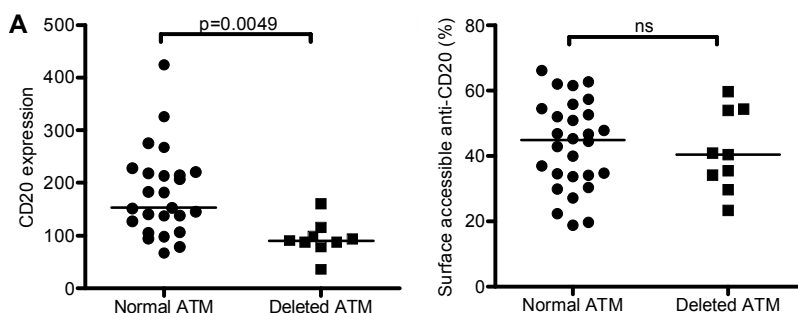 A
CD20 expression
500
400
300
200
100
0
p=0.0049
Normal ATM
Deleted ATM
Surface accessible anti-CD20 (%)
80
60
40
20
0
ns
Normal ATM
Deleted ATM